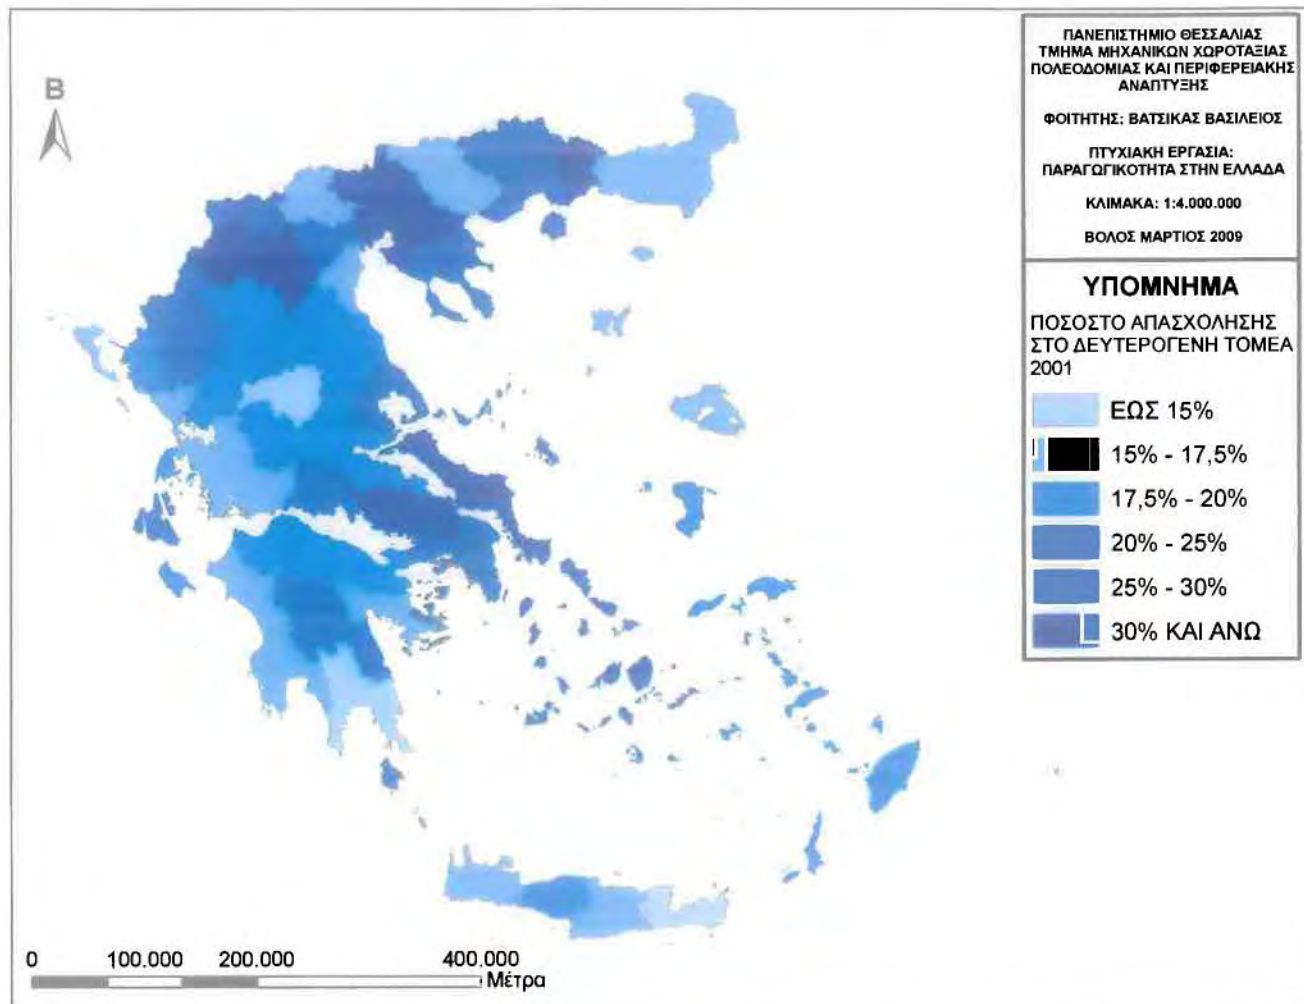 ΠΑΝΕΠΙΣΤΗΜΙΟ ΘΕΣΣΑΛΙΑΣ
ΤΜΗΜΑ ΜΗΧΑΝΙΚΩΝ ΧΩΡΟΤΑΞΙΑΣ
ΠΟΛΕΟΔΟΜΙΑΣ ΚΑΙ ΠΕΡΙΦΕΡΕΙΑΚΗΣ
ΑΝΑΠΤΥΞΗΣ
ΦΟΙΤΗΤΗΣ: ΒΑΤΣΙΚΑΣ ΒΑΣΙΛΕΙΟΣ
ΠΤΥΧΙΑΚΗ ΕΡΓΑΣΙΑ:
ΠΑΡΑΓΩΓΙΚΟΤΗΤΑ ΣΤΗΝ ΕΛΛΑΔΑ
ΚΛΙΜΑΚΑ: 1:4.000.000
ΒΟΛΟΣ ΜΑΡΤΙΟΣ 2009
Β
ΥΠΟΜΝΗΜΑ
ΠΟΣΟΣΤΟ ΑΠΑΣΧΟΛΗΣΗΣ
ΣΤΟ ΔΕΥΤΕΡΟΓΕΝΗ ΤΟΜΕΑ
2001
ΕΩΣ 15%
15% - 17,5%
17,5% - 20%
20% - 25%
25% - 30%
30% ΚΑΙ ΑΝΩ
0 100.000 200.000 400.000
Μέτρα